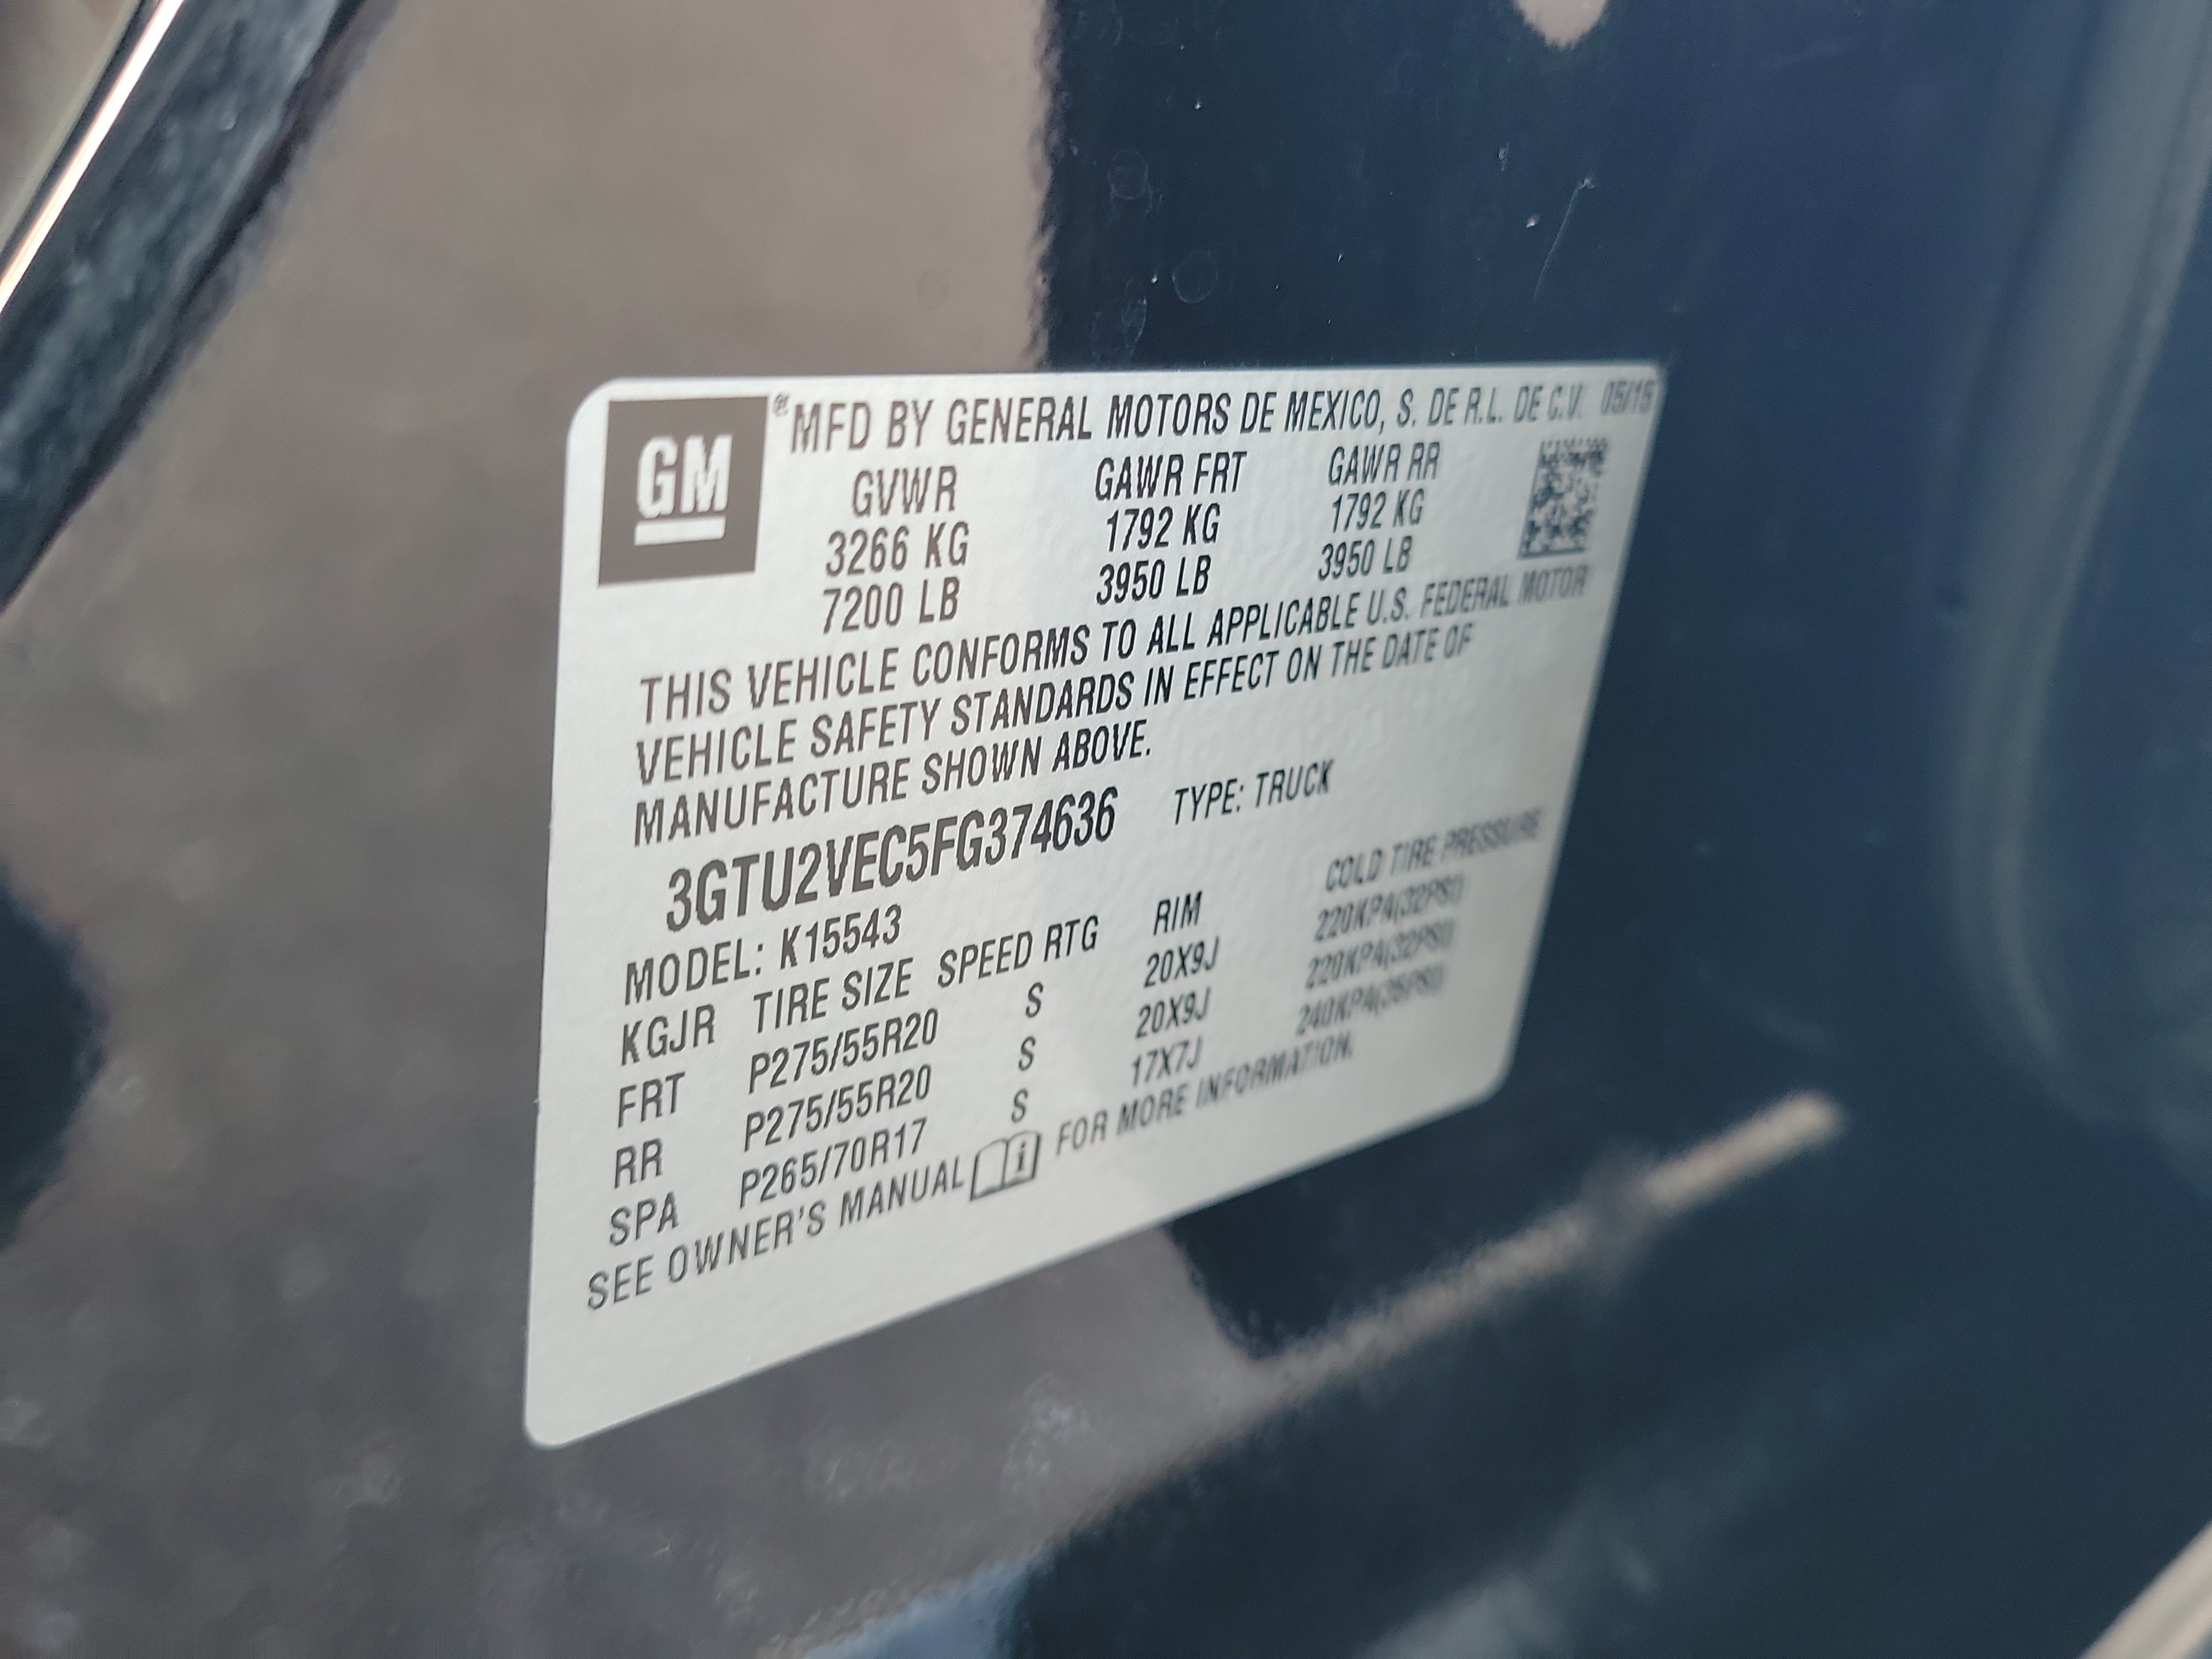 GM
® MFD BY GENERAL MOTORS DE MEXICO, S. DE R.L. DE C.V. 05/15
GVWR GAWR FRT GAWR RR
3266 KG 1792 KG 1792 KG
7200 LB 3950 LB 3950 LB
THIS VEHICLE CONFORMS TO ALL APPLICABLE U.S. FEDERAL MOTOR
VEHICLE SAFETY STANDARDS IN EFFECT ON THE DATE OF
MANUFACTURE SHOWN ABOVE.
3GTU2VEC5FG374636 TYPE: TRUCK
MODEL: K15543
KGJR TIRE SIZE SPEED RTG RIM COLD TIRE PRESSURE
FRT P275/55R20 S 20X9J 220KPA(32PSI)
RR P275/55R20 S 20X9J 220KPA(32PSI)
SPA P265/70R17 S 17X7J 240KPA(35PSI)
SEE OWNER'S MANUAL FOR MORE INFORMATION.